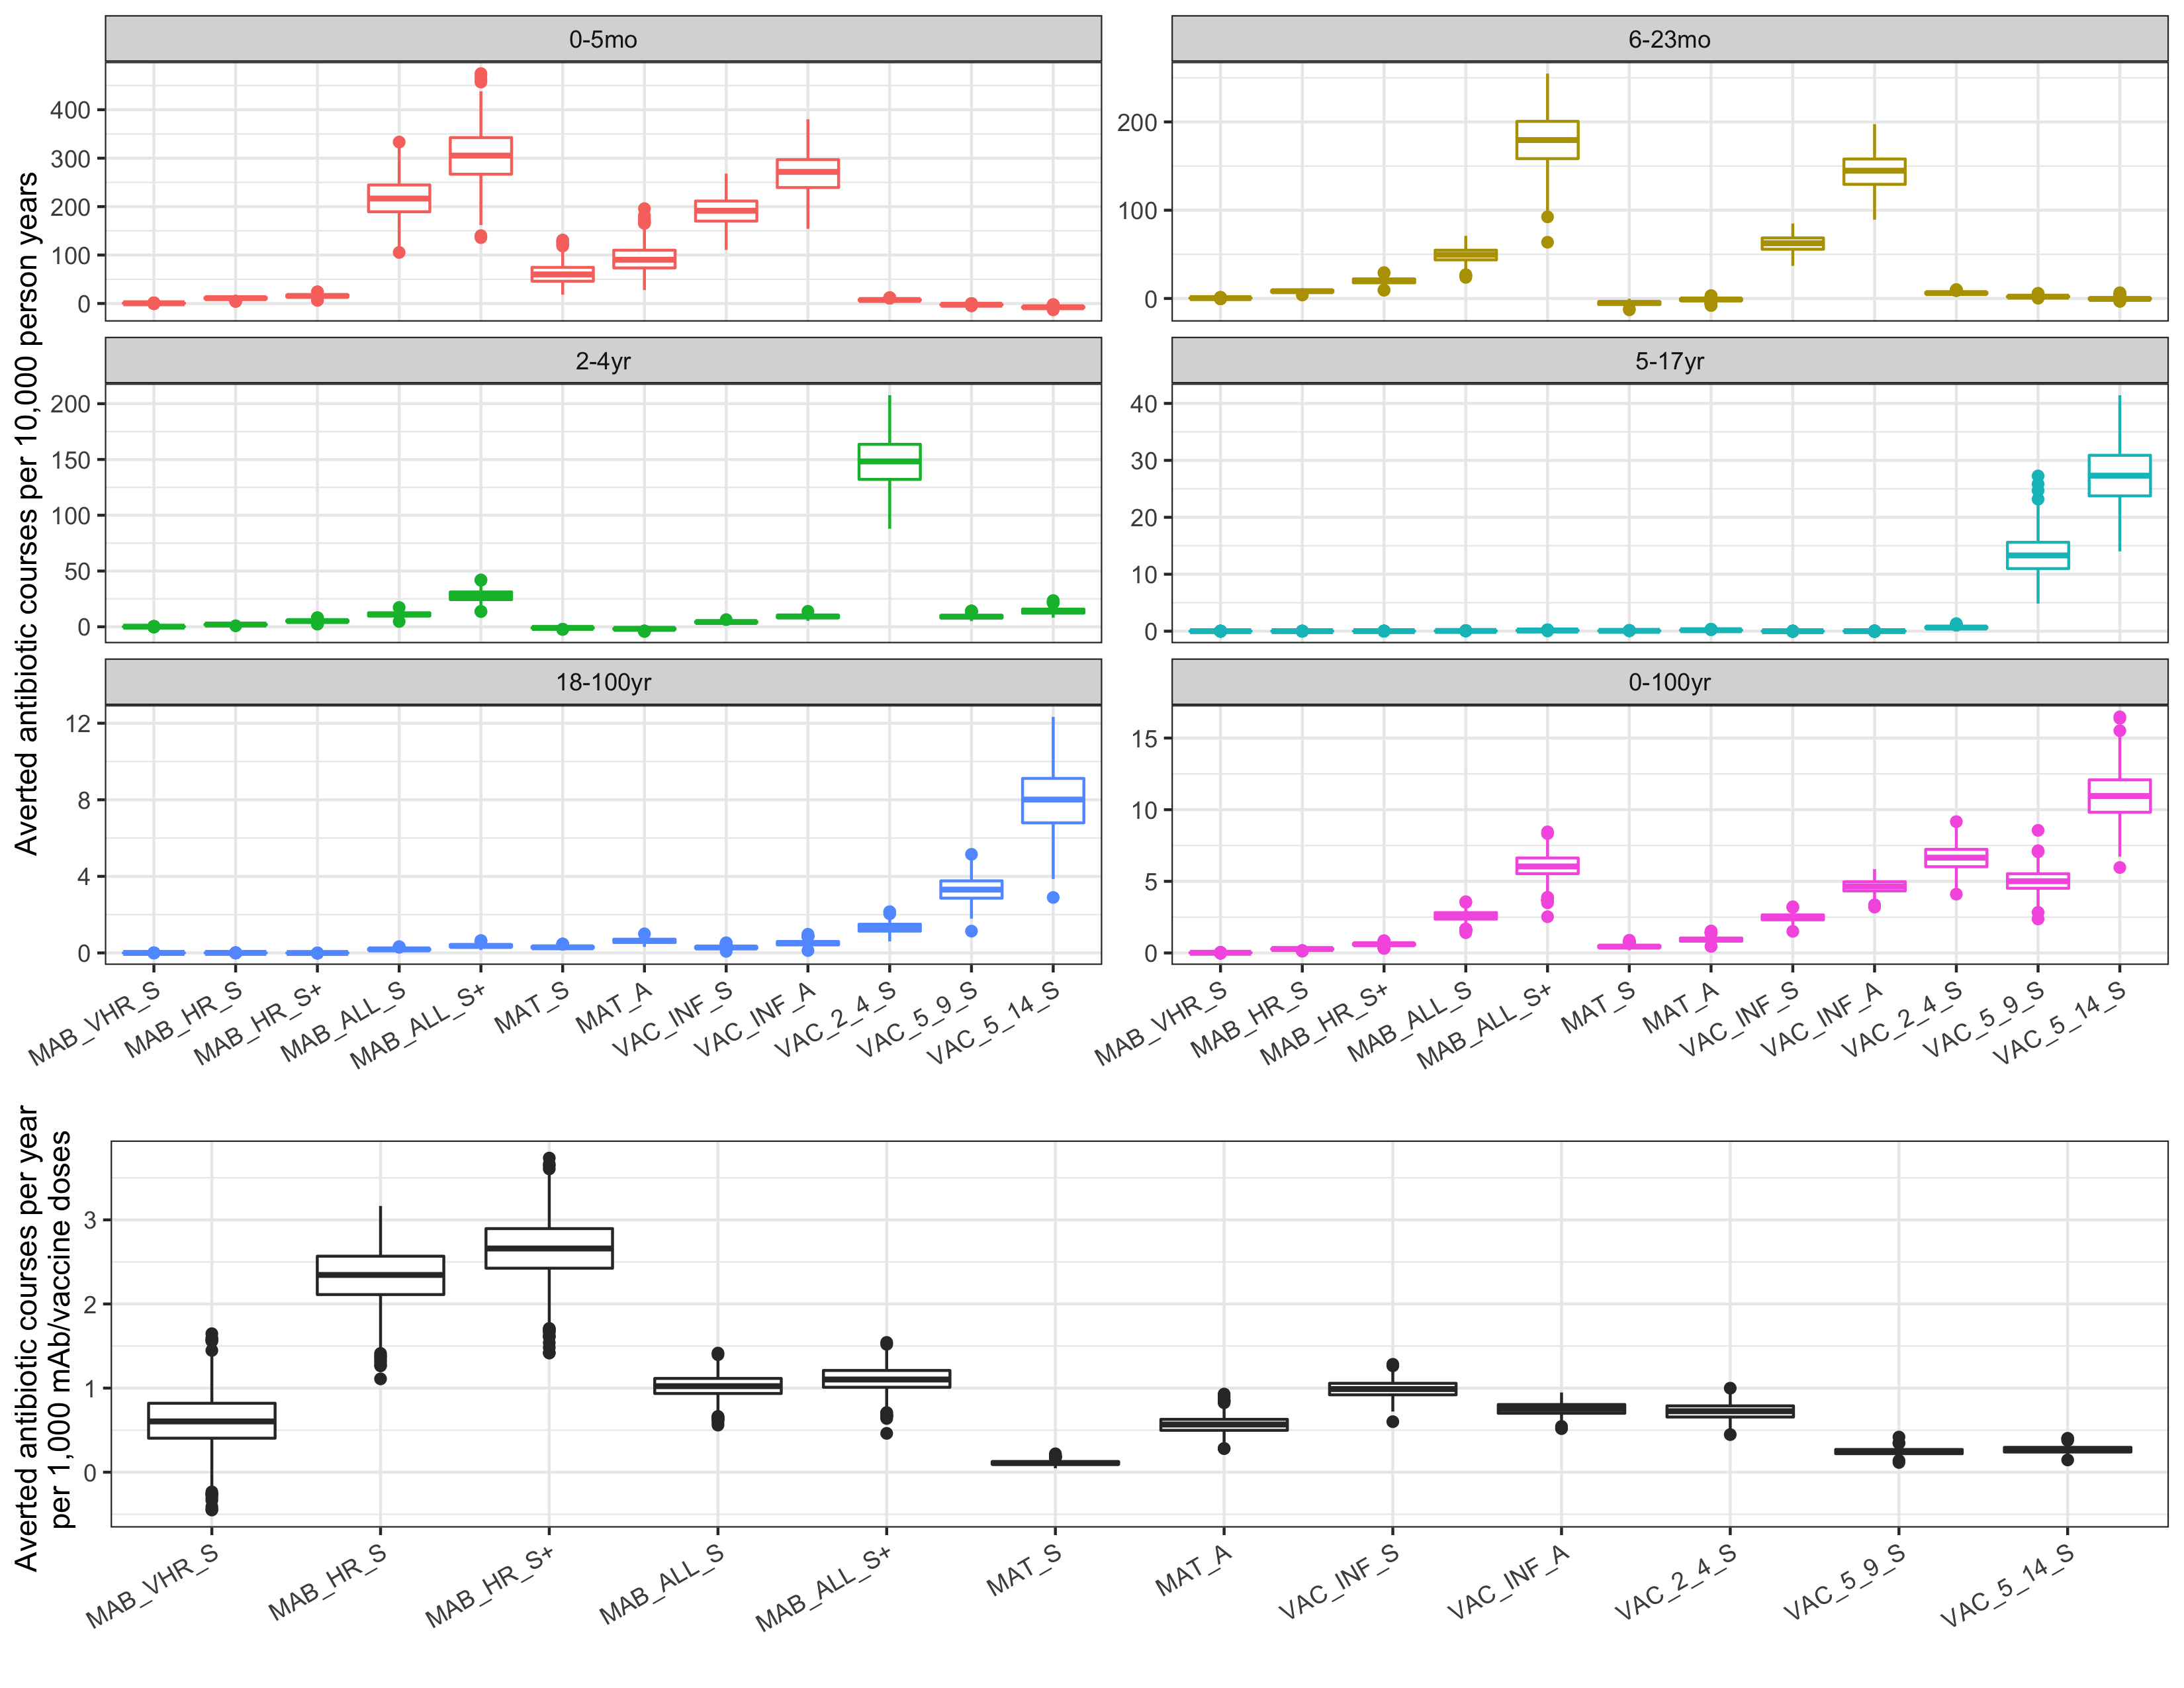 Averted antibiotic courses per 10,000 person years
0-5mo
400
300
200
100
0
6-23mo
200
100
0
2-4yr
200
150
100
50
0
5-17yr
40
30
20
10
0
18-100yr
12
8
4
0
MAB_VHR_S
MAB_HR_S
MAB_HR_S+
MAB_ALL_S
MAB_ALL_S+
MAT_S
MAT_A
VAC_INF_S
VAC_INF_A
VAC_2_4_S
VAC_5_9_S
VAC_5_14_S
0-100yr
15
10
5
0
MAB_VHR_S
MAB_HR_S
MAB_HR_S+
MAB_ALL_S
MAB_ALL_S+
MAT_S
MAT_A
VAC_INF_S
VAC_INF_A
VAC_2_4_S
VAC_5_9_S
VAC_5_14_S
Averted antibiotic courses per year
per 1,000 mAb/vaccine doses
3
2
1
0
MAB_VHR_S
MAB_HR_S
MAB_HR_S+
MAB_ALL_S
MAB_ALL_S+
MAT_S
MAT_A
VAC_INF_S
VAC_INF_A
VAC_2_4_S
VAC_5_9_S
VAC_5_14_S